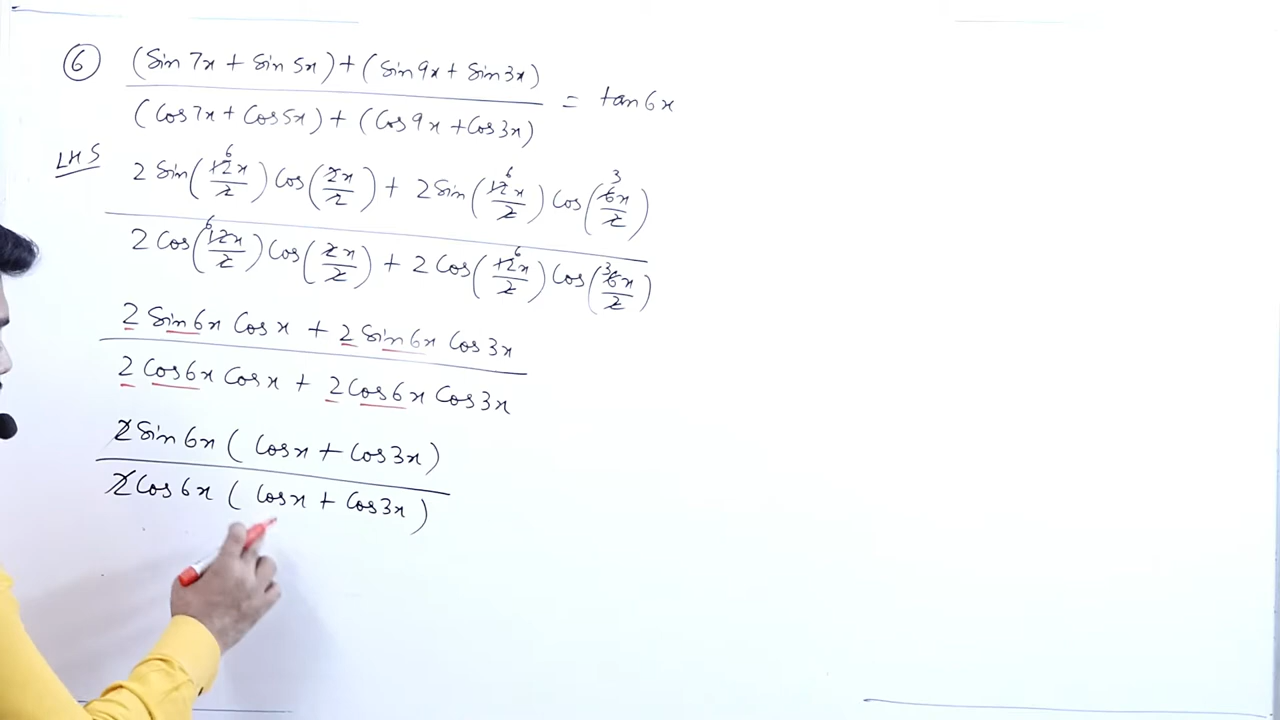 ⑥ (Sin 7x + Sin 5x) + (Sin 9x + Sin 3x)
(Cos 7x + Cos 5x) + (Cos 9x + Cos 3x)
= tan 6x
LHS
2 Sin(12x/2) Cos(2x/2) + 2 Sin(12x/2) Cos(6x/2)
2 Cos(12x/2) Cos(2x/2) + 2 Cos(12x/2) Cos(6x/2)
2 Sin 6x Cos x + 2 Sin 6x Cos 3x
2 Cos 6x Cos x + 2 Cos 6x Cos 3x
2 Sin 6x (Cos x + Cos 3x)
2 Cos 6x (Cos x + Cos 3x)